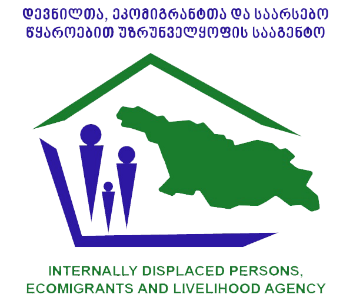 დევნილთა, ეკომიგრანტთა და საარსებო
წყაროებით უზრუნველყოფის სააგენტო
INTERNALLY DISPLACED PERSONS,
ECOMIGRANTS AND LIVELIHOOD AGENCY